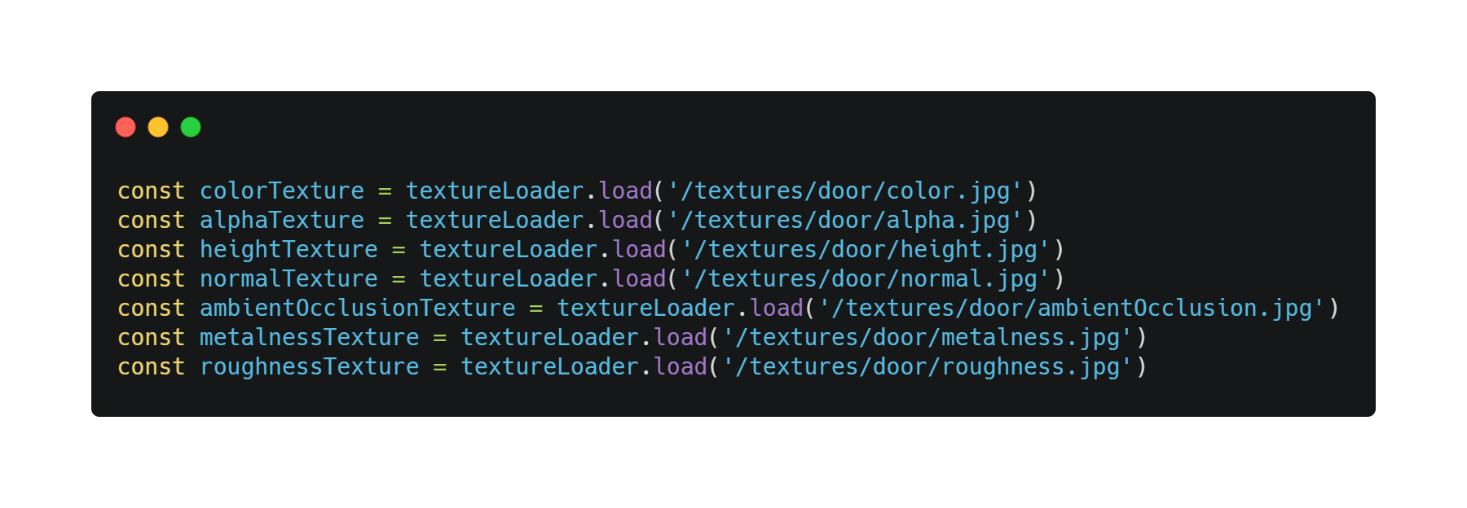 const colorTexture = textureLoader.load('/textures/door/color.jpg')
const alphaTexture = textureLoader.load('/textures/door/alpha.jpg')
const heightTexture = textureLoader.load('/textures/door/height.jpg')
const normalTexture = textureLoader.load('/textures/door/normal.jpg')
const ambientOcclusionTexture = textureLoader.load('/textures/door/ambientOcclusion.jpg')
const metalnessTexture = textureLoader.load('/textures/door/metalness.jpg')
const roughnessTexture = textureLoader.load('/textures/door/roughness.jpg')